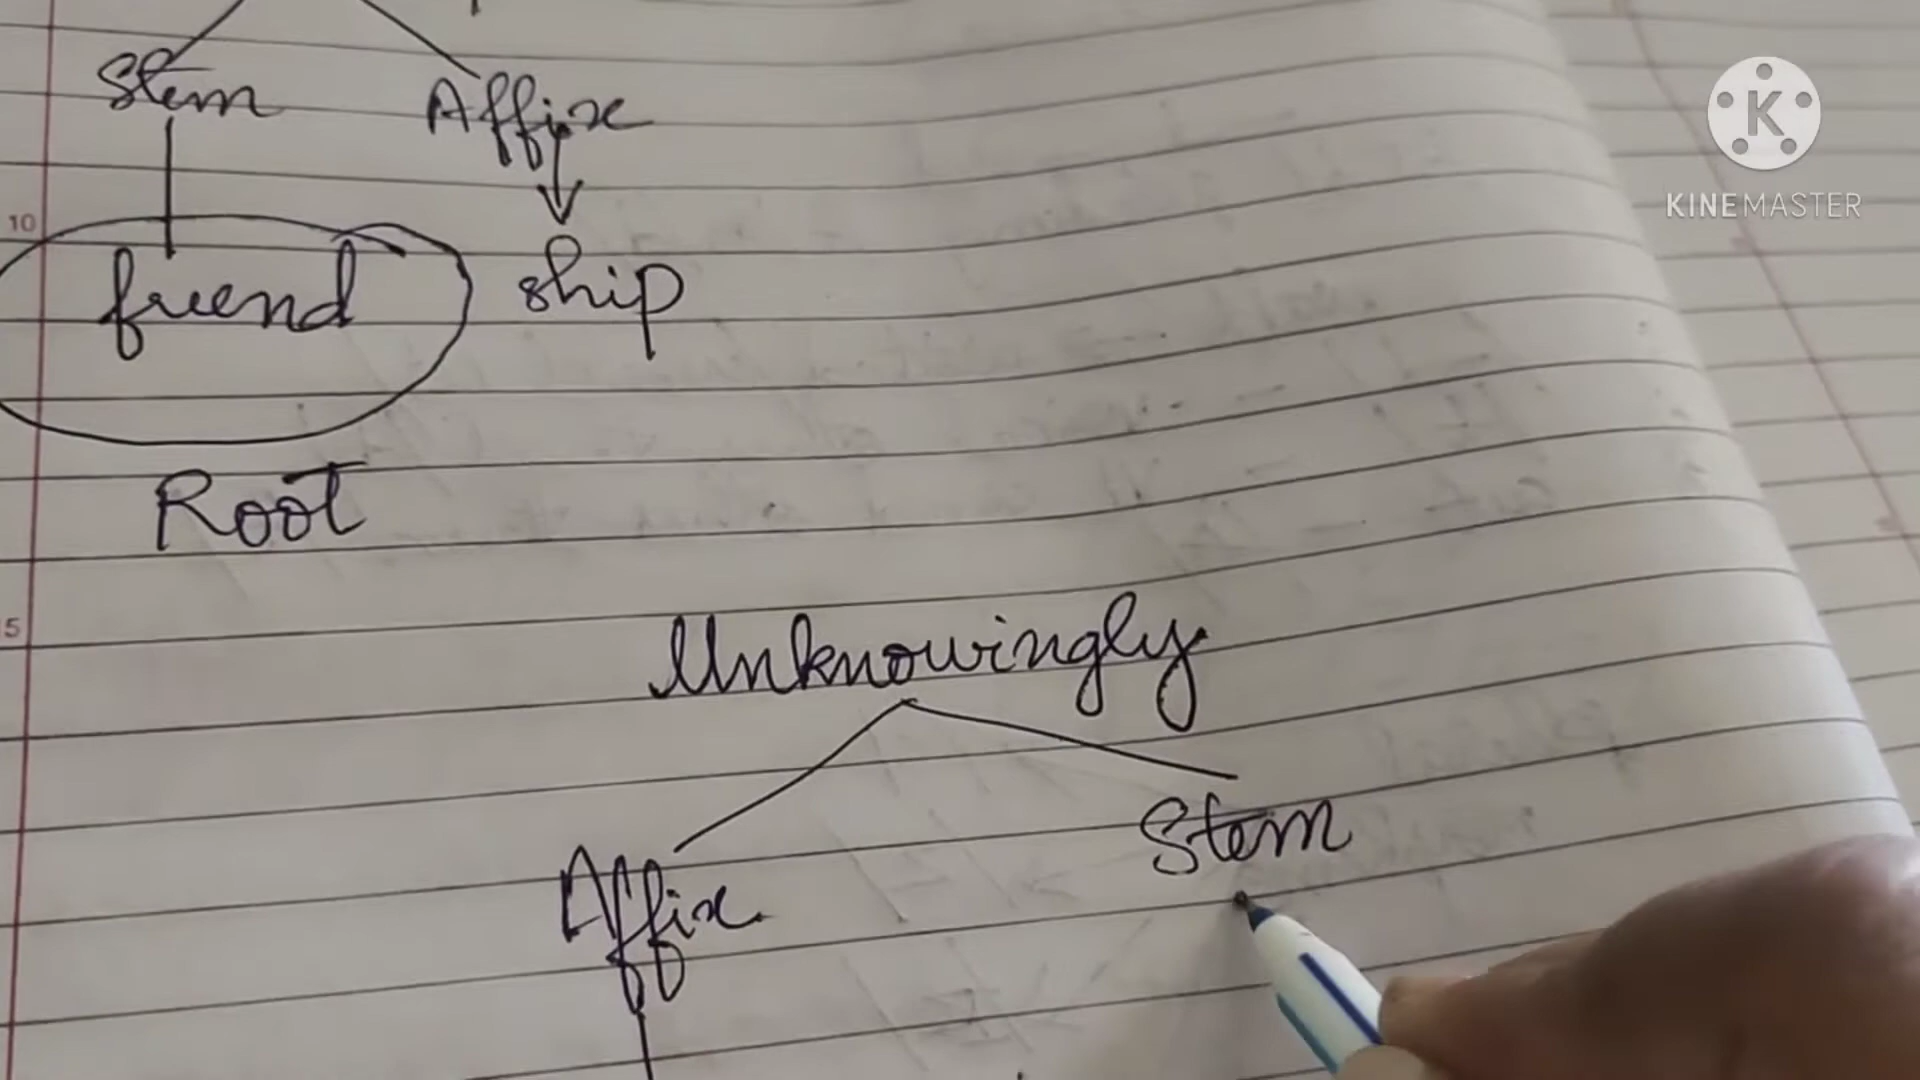 Stem Affix
friend ship
Root
Unknowingly
Affix Stem
10
5
K
KINEMASTER